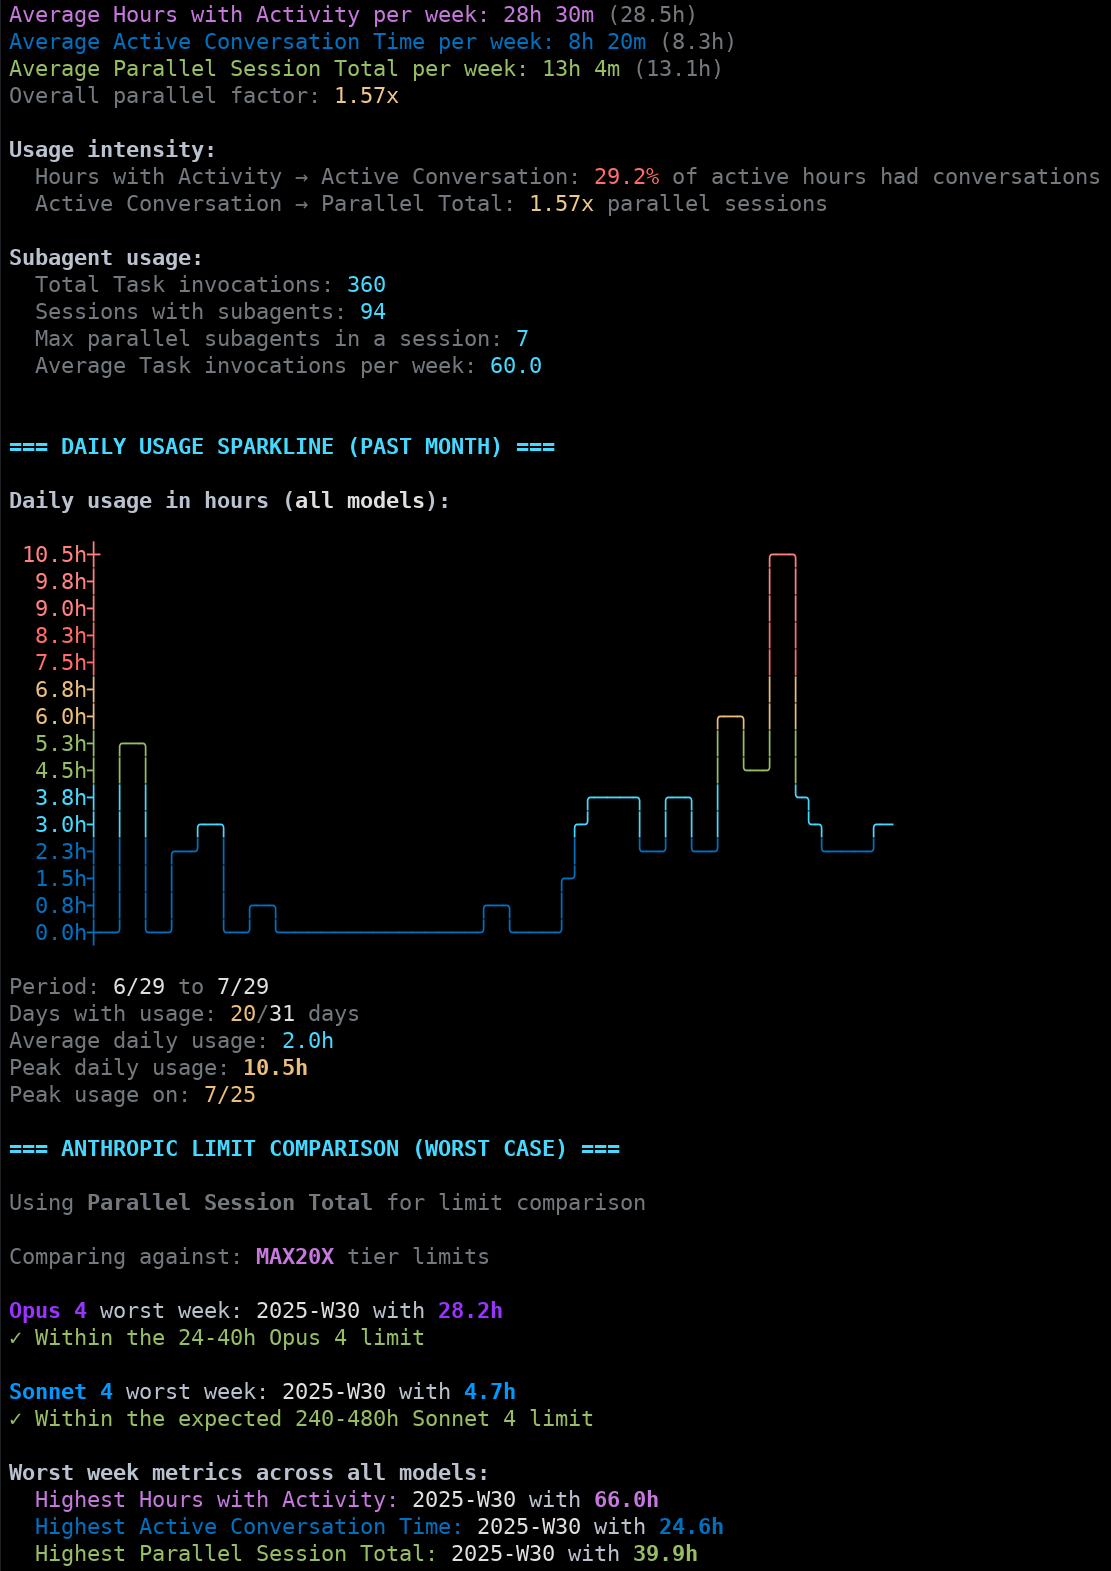 Average Hours with Activity per week: 28h 30m (28.5h)
Average Active Conversation Time per week: 8h 20m (8.3h)
Average Parallel Session Total per week: 13h 4m (13.1h)
Overall parallel factor: 1.57x
Usage intensity:
Hours with Activity → Active Conversation: 29.2% of active hours had conversations
Active Conversation → Parallel Total: 1.57x parallel sessions
Subagent usage:
Total Task invocations: 360
Sessions with subagents: 94
Max parallel subagents in a session: 7
Average Task invocations per week: 60.0
=== DAILY USAGE SPARKLINE (PAST MONTH) ===
Daily usage in hours (all models):
10.5h
9.8h
9.0h
8.3h
7.5h
6.8h
6.0h
5.3h
4.5h
3.8h
3.0h
2.3h
1.5h
0.8h
0.0h
Period: 6/29 to 7/29
Days with usage: 20/31 days
Average daily usage: 2.0h
Peak daily usage: 10.5h
Peak usage on: 7/25
=== ANTHROPIC LIMIT COMPARISON (WORST CASE) ===
Using Parallel Session Total for limit comparison
Comparing against: MAX20X tier limits
Opus 4 worst week: 2025-W30 with 28.2h
✓ Within the 24-40h Opus 4 limit
Sonnet 4 worst week: 2025-W30 with 4.7h
✓ Within the expected 240-480h Sonnet 4 limit
Worst week metrics across all models:
Highest Hours with Activity: 2025-W30 with 66.0h
Highest Active Conversation Time: 2025-W30 with 24.6h
Highest Parallel Session Total: 2025-W30 with 39.9h